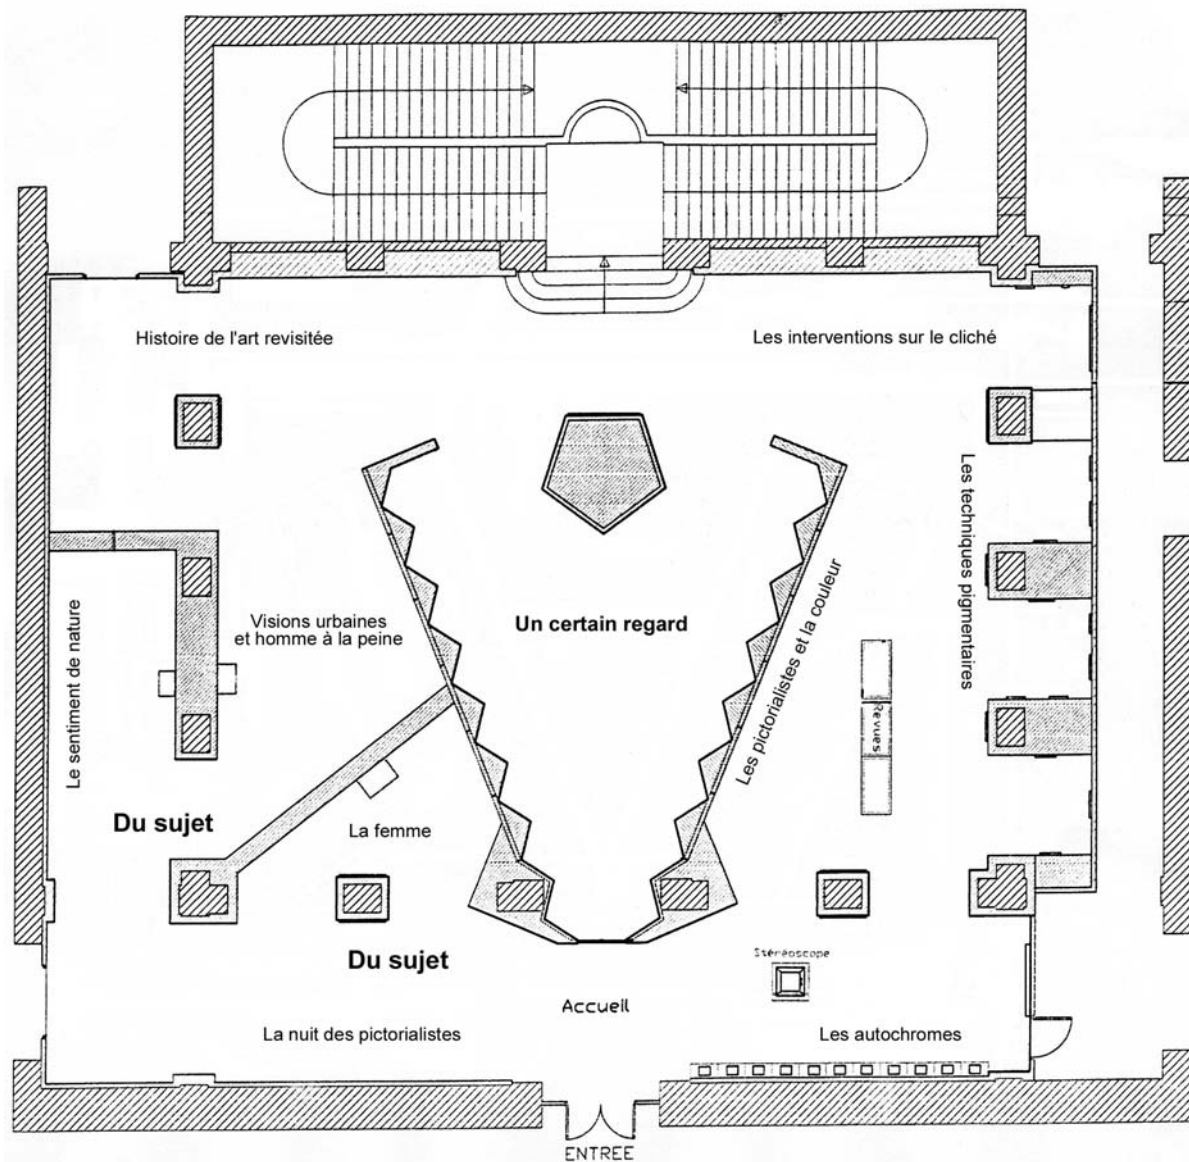 Histoire de l'art revisitée
Les interventions sur le cliché
Les techniques pigmentaires
Le sentiment de nature
Visions urbaines
et homme à la peine
Un certain regard
Les pictorialistes et la couleur
Revues
Du sujet
La femme
Du sujet
Stéréoscope
Accueil
La nuit des pictorialistes
Les autochromes
ENTREE